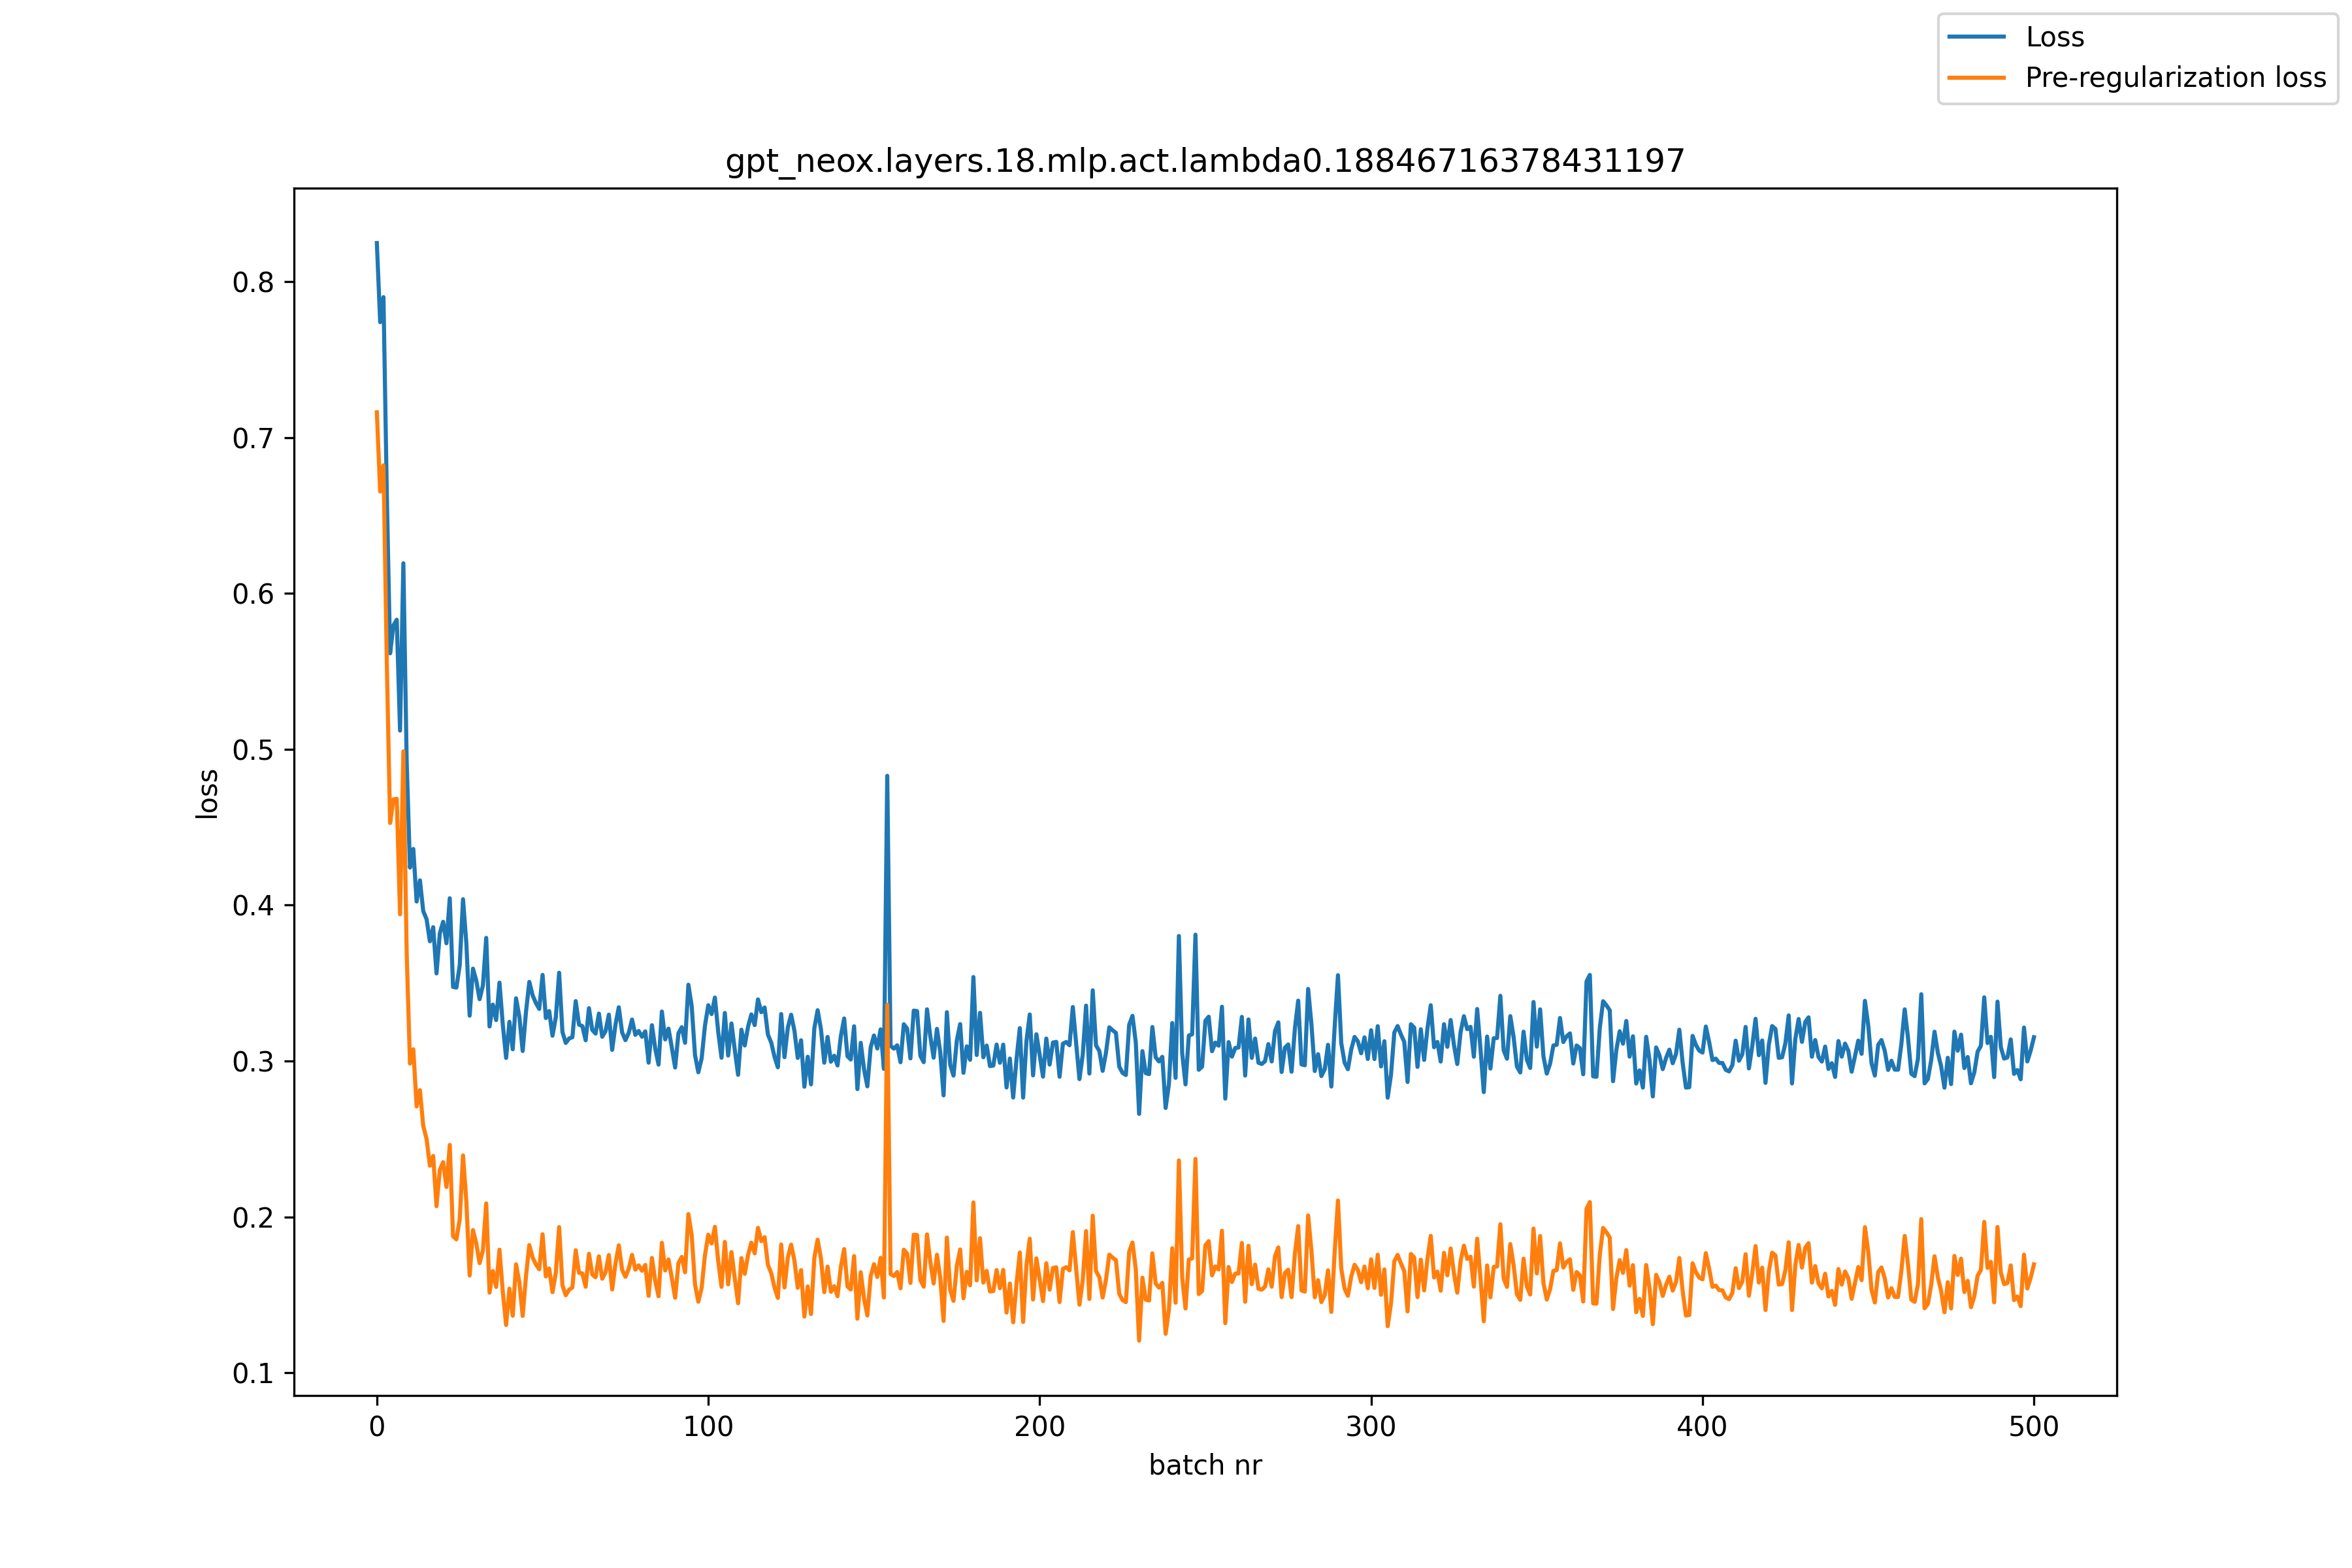 Loss
Pre-regularization loss
gpt_neox.layers.18.mlp.act.lambda0.18846716378431197
0.8
0.7
0.6
0.5
0.4
0.3
0.2
0.1
loss
0 100 200 300 400 500
batch nr